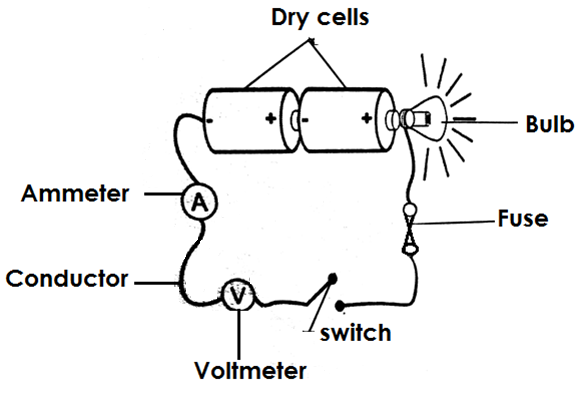 Dry cells
- + - +
Bulb
Ammeter
A
Fuse
Conductor
V
switch
Voltmeter